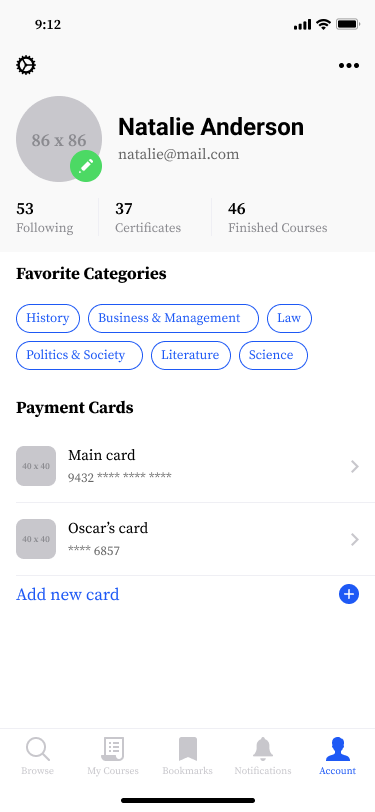 9:12
86 x 86
Natalie Anderson
natalie@mail.com
53 37 46
Following Certificates Finished Courses
Favorite Categories
History Business & Management Law
Politics & Society Literature Science
Payment Cards
40 x 40
Main card
9432 **** **** ****
40 x 40
Oscar’s card
**** 6857
Add new card
Browse My Courses Bookmarks Notifications Account